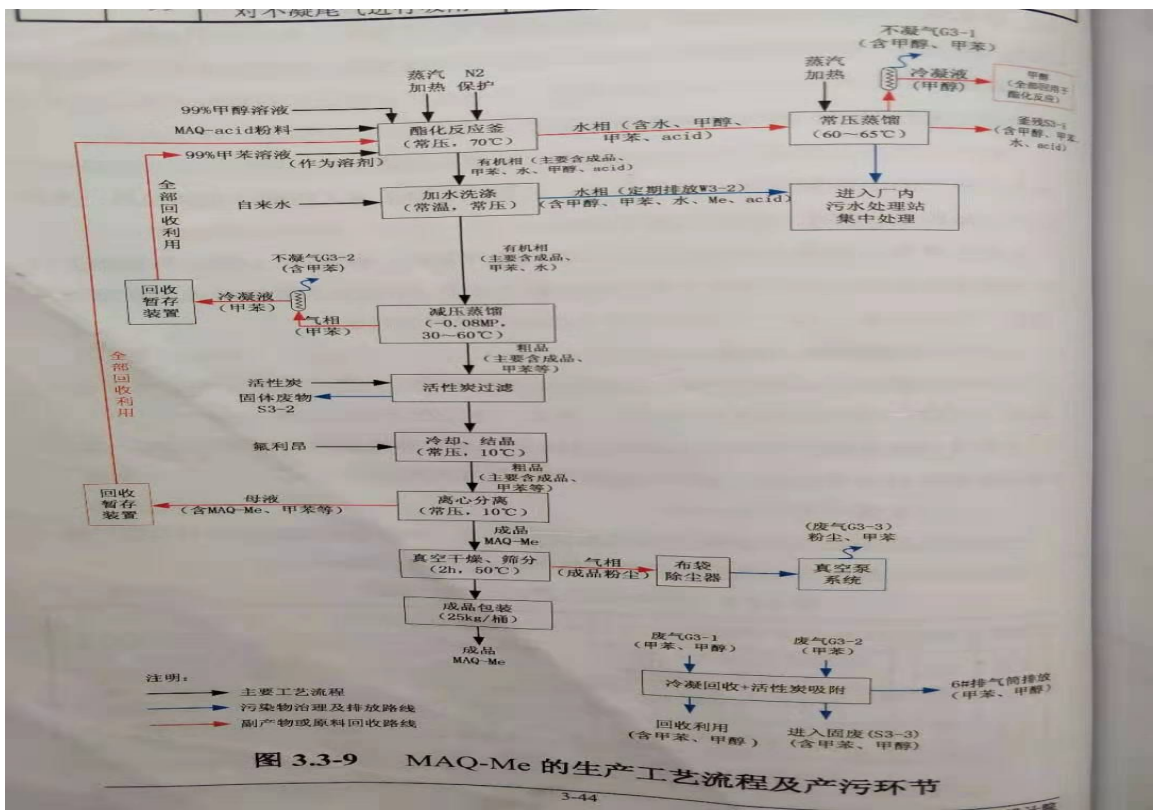 对不凝尾气进行
不凝气G3-1
(含甲醇、甲苯)
蒸汽
加热
N2
保护
蒸汽
加热
冷凝液
(甲醇)
甲醇
(全部回用于
酯化反应)
99%甲醇溶液
MAQ-acid粉料
99%甲苯溶液
(作为溶剂)
酯化反应釜
(常压，70℃)
水相(含水、甲醇、
甲苯、acid)
常压蒸馏
(60～65℃)
釜残S3-1
(含甲醇、甲苯
水、acid)
有机相(主要含成品、
甲苯、水、甲醇、acid)
全部回收利用
自来水
加水洗涤
(常温，常压)
水相(定期排放W3-2)
(含甲醇、甲苯、水、Me、acid)
进入厂内
污水处理站
集中处理
有机相
(主要含成品、
甲苯、水)
不凝气G3-2
(含甲苯)
回收
暂存
装置
冷凝液
(甲苯)
气相
(甲苯)
减压蒸馏
(-0.08MP，
30～60℃)
全部回收利用
粗品
(主要含成品、
甲苯等)
活性炭
固体废物
S3-2
活性炭过滤
氟利昂
冷却、结晶
(常压，10℃)
粗品
(主要含成品、
甲苯等)
回收
暂存
装置
母液
(含MAQ-Me、甲苯等)
离心分离
(常压，10℃)
成品
MAQ-Me
真空干燥、筛分
(2h，50℃)
气相
(成品粉尘)
布袋
除尘器
(废气G3-3)
粉尘、甲苯
真空泵
系统
成品包装
(25kg/桶)
成品
MAQ-Me
废气G3-1
(甲苯、甲醇)
废气G3-2
(甲苯)
冷凝回收+活性炭吸附
6#排气筒排放
(甲苯、甲醇)
回收利用
(含甲苯、甲醇)
进入固废(S3-3)
(含甲苯、甲醇)
注明：
主要工艺流程
污染物治理及排放路线
副产物或原料回收路线
图 3.3-9 MAQ-Me 的生产工艺流程及产污环节
3-44